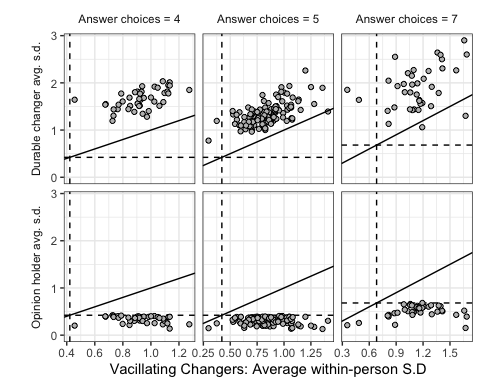 Answer choices = 4 Answer choices = 5 Answer choices = 7
Durable changer avg. s.d.
3
2
1
0
Opinion holder avg. s.d.
3
2
1
0
0.4 0.6 0.8 1.0 1.2 0.25 0.50 0.75 1.00 1.25 0.3 0.6 0.9 1.2 1.5
Vacillating Changers: Average within-person S.D